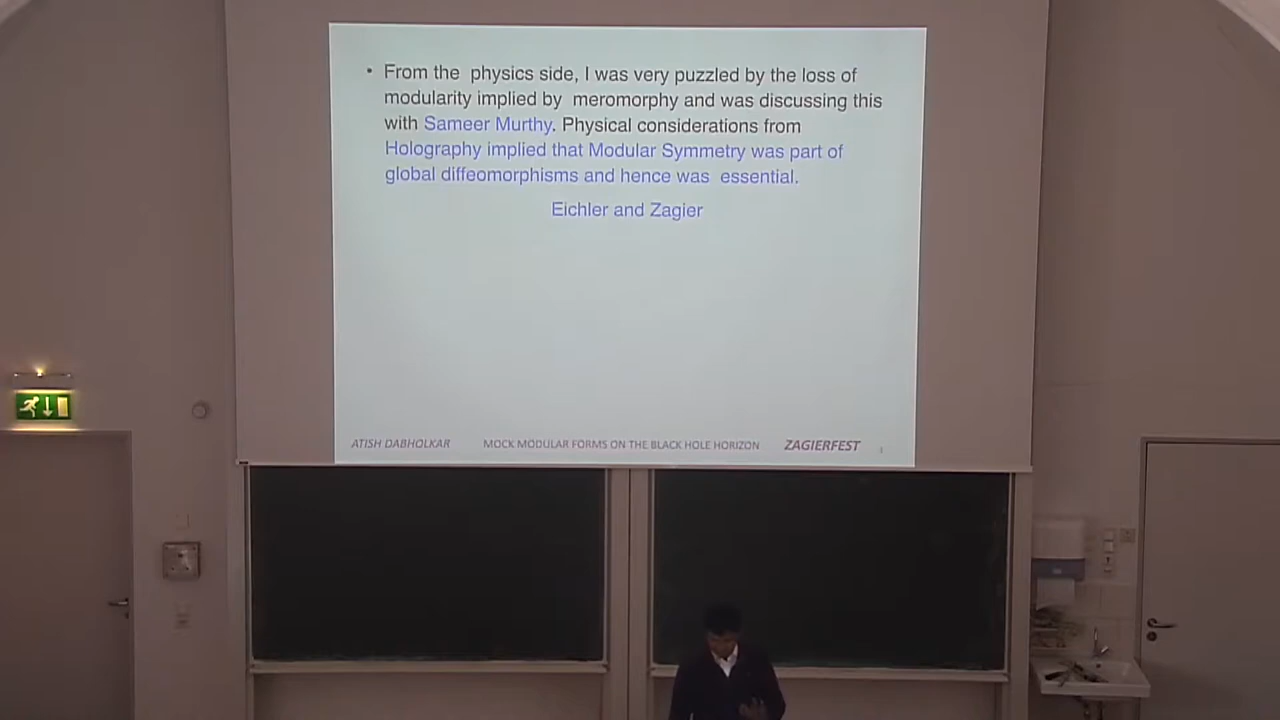 • From the physics side, I was very puzzled by the loss of
modularity implied by meromorphy and was discussing this
with Sameer Murthy. Physical considerations from
Holography implied that Modular Symmetry was part of
global diffeomorphisms and hence was essential.
Eichler and Zagier
ATISH DABHOLKAR MOCK MODULAR FORMS ON THE BLACK HOLE HORIZON ZAGIERFEST